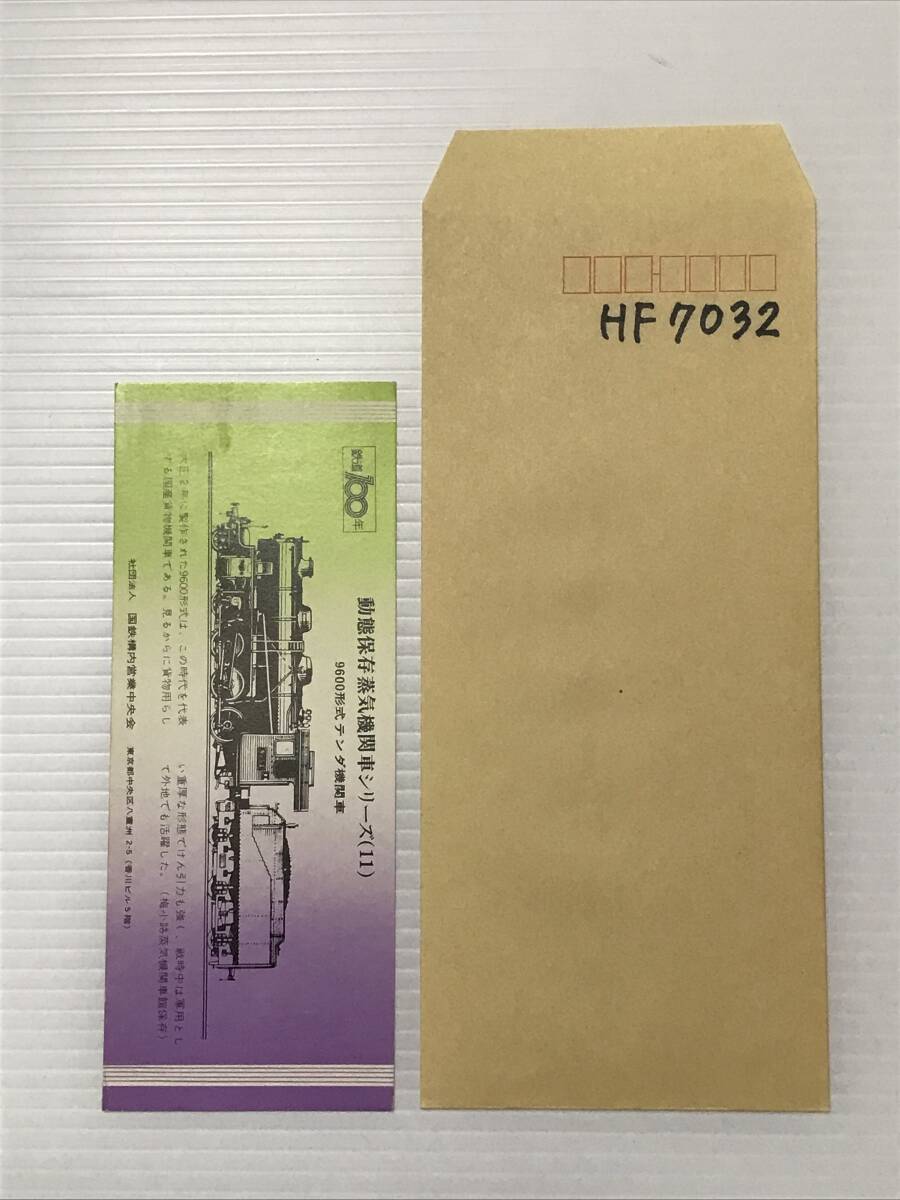 鉄道100年
動態保存蒸気機関車シリーズ(11)
9600形式テンダ機関車
大正2年に製作された9600形式は、この時代を代表
する国産貨物機関車である。見るからに貨物用らし
い重厚な形態でけん引力も強く、戦時中は軍用とし
て外地でも活躍した。(梅小路蒸気機関車館保存)
社団法人 国鉄構内営業中央会 東京都中央区八重洲 2-5 (香川ビル5階)
HF7032